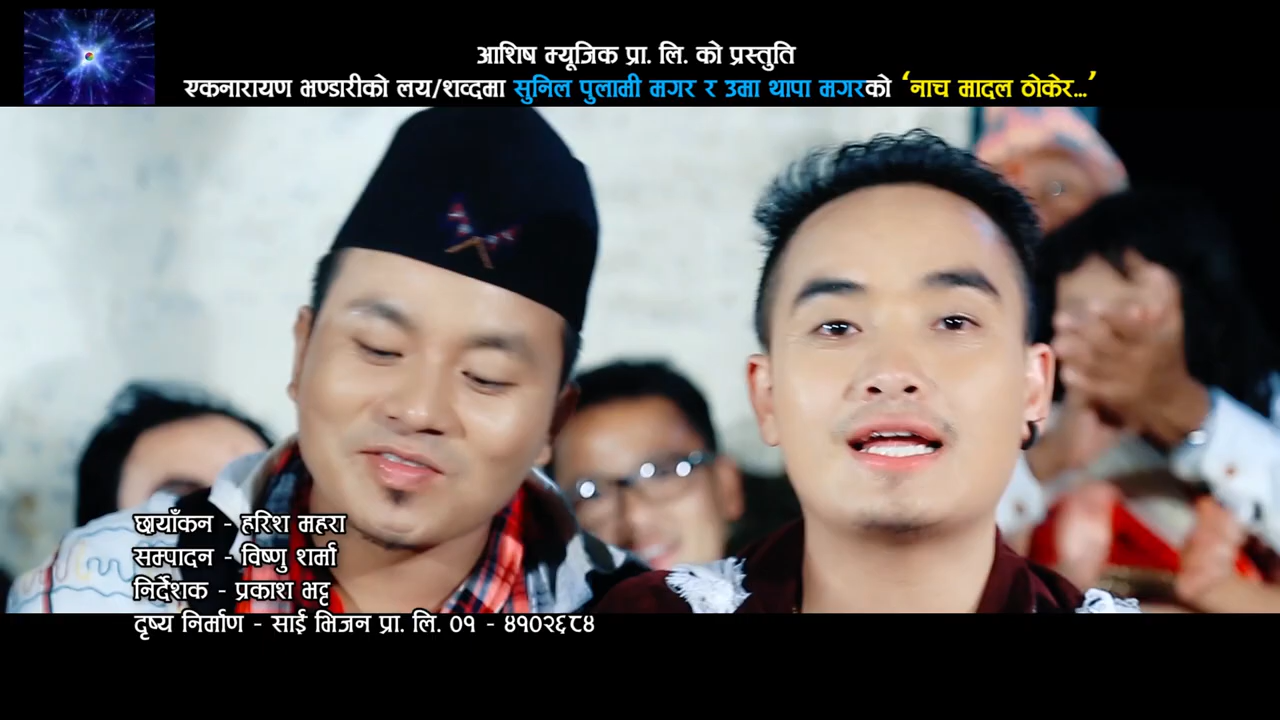 आशिष म्यूजिक प्रा. लि. को प्रस्तुति
एकनारायण भण्डारीको लय/शव्दमा सुनिल पुलामी मगर र उमा थापा मगरको ‘नाच मादल ठोकेर...’
छायाँकन - हरिश महरा
सम्पादन - विष्णु शर्मा
निर्देशक - प्रकाश भट्ट
दृष्य निर्माण - साई भिजन प्रा. लि. ०१ - ४१०२६८४